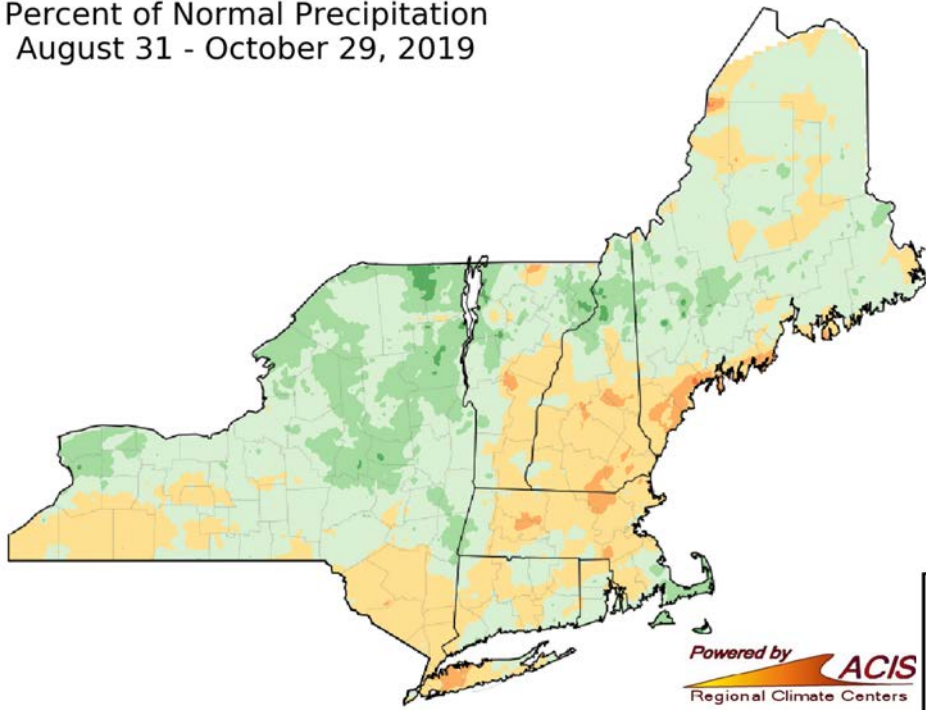 Percent of Normal Precipitation
August 31 - October 29, 2019
Powered by
ACIS
Regional Climate Centers